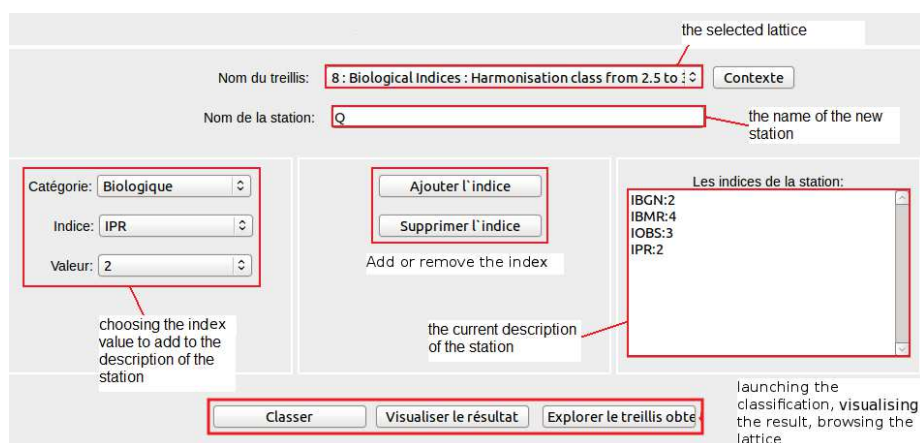 the selected lattice
Nom du treillis: 8 : Biological Indices : Harmonisation class from 2.5 to 3 Contexte
Nom de la station: Q
the name of the new
station
Catégorie: Biologique
Indice: IPR
Valeur: 2
choosing the index
value to add to the
description of the
station
Ajouter l`indice
Supprimer l`indice
Add or remove the index
the current description
of the station
Les indices de la station:
IBGN:2
IBMR:4
IOBS:3
IPR:2
Classer Visualiser le résultat Explorer le treillis obte
launching the
classification, visualising
the result, browsing the
lattice